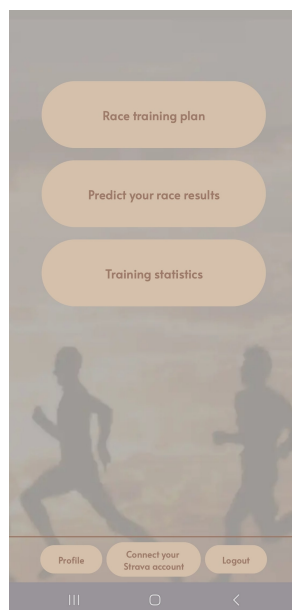 Race training plan
Predict your race results
Training statistics
Profile
Connect your
Strava account
Logout